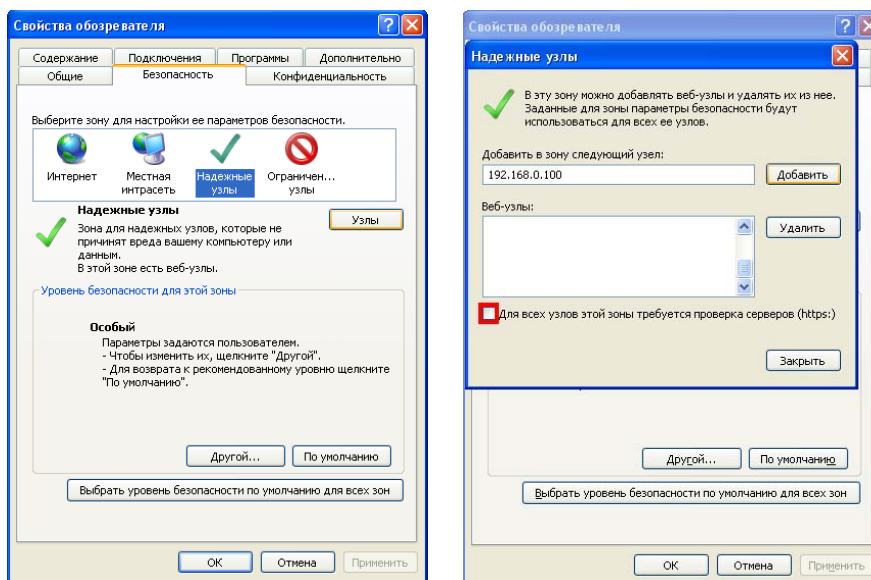 Свойства обозревателя
Содержание
Подключения
Программы
Дополнительно
Общие
Безопасность
Конфиденциальность
Выберите зону для настройки ее параметров безопасности.
Интернет
Местная
интрасеть
Надежные
узлы
Ограничен...
узлы
Надежные узлы
Узлы
Зона для надежных узлов, которые не
причинят вреда вашему компьютеру или
данным.
В этой зоне есть веб-узлы.
Уровень безопасности для этой зоны
Особый
Параметры задаются пользователем.
- Чтобы изменить их, щелкните "Другой".
- Для возврата к рекомендованному уровню щелкните
"По умолчанию".
Другой...
По умолчанию
Выбрать уровень безопасности по умолчанию для всех зон
ОК
Отмена
Применить
Свойства обозревателя
Надежные узлы
В эту зону можно добавлять веб-узлы и удалять их из нее.
Заданные для зоны параметры безопасности будут
использоваться для всех ее узлов.
Добавить в зону следующий узел:
192.168.0.100
Добавить
Веб-узлы:
Удалить
Для всех узлов этой зоны требуется проверка серверов (https:)
Закрыть
Другой...
По умолчанию
Выбрать уровень безопасности по умолчанию для всех зон
ОК
Отмена
Применить